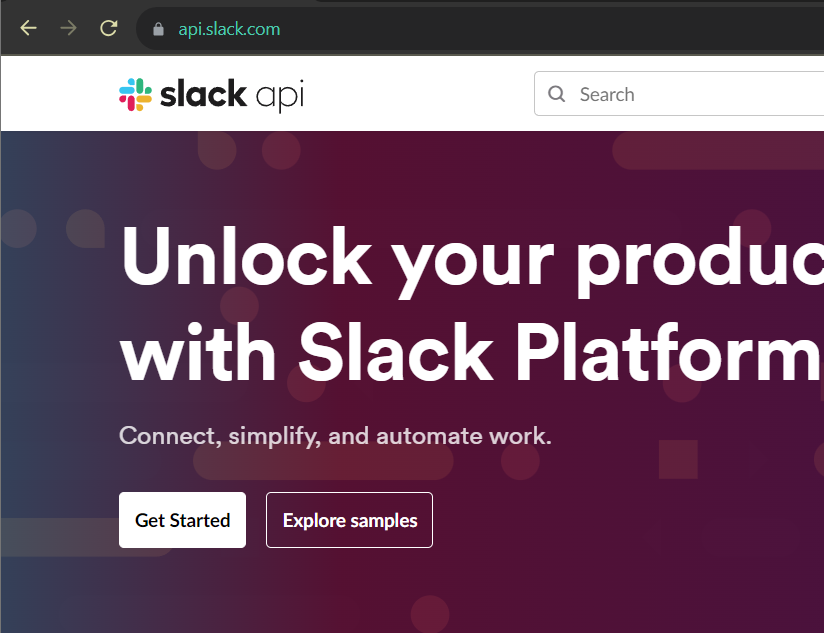 api.slack.com
slack api
Search
Unlock your produc
with Slack Platform
Connect, simplify, and automate work.
Get Started
Explore samples